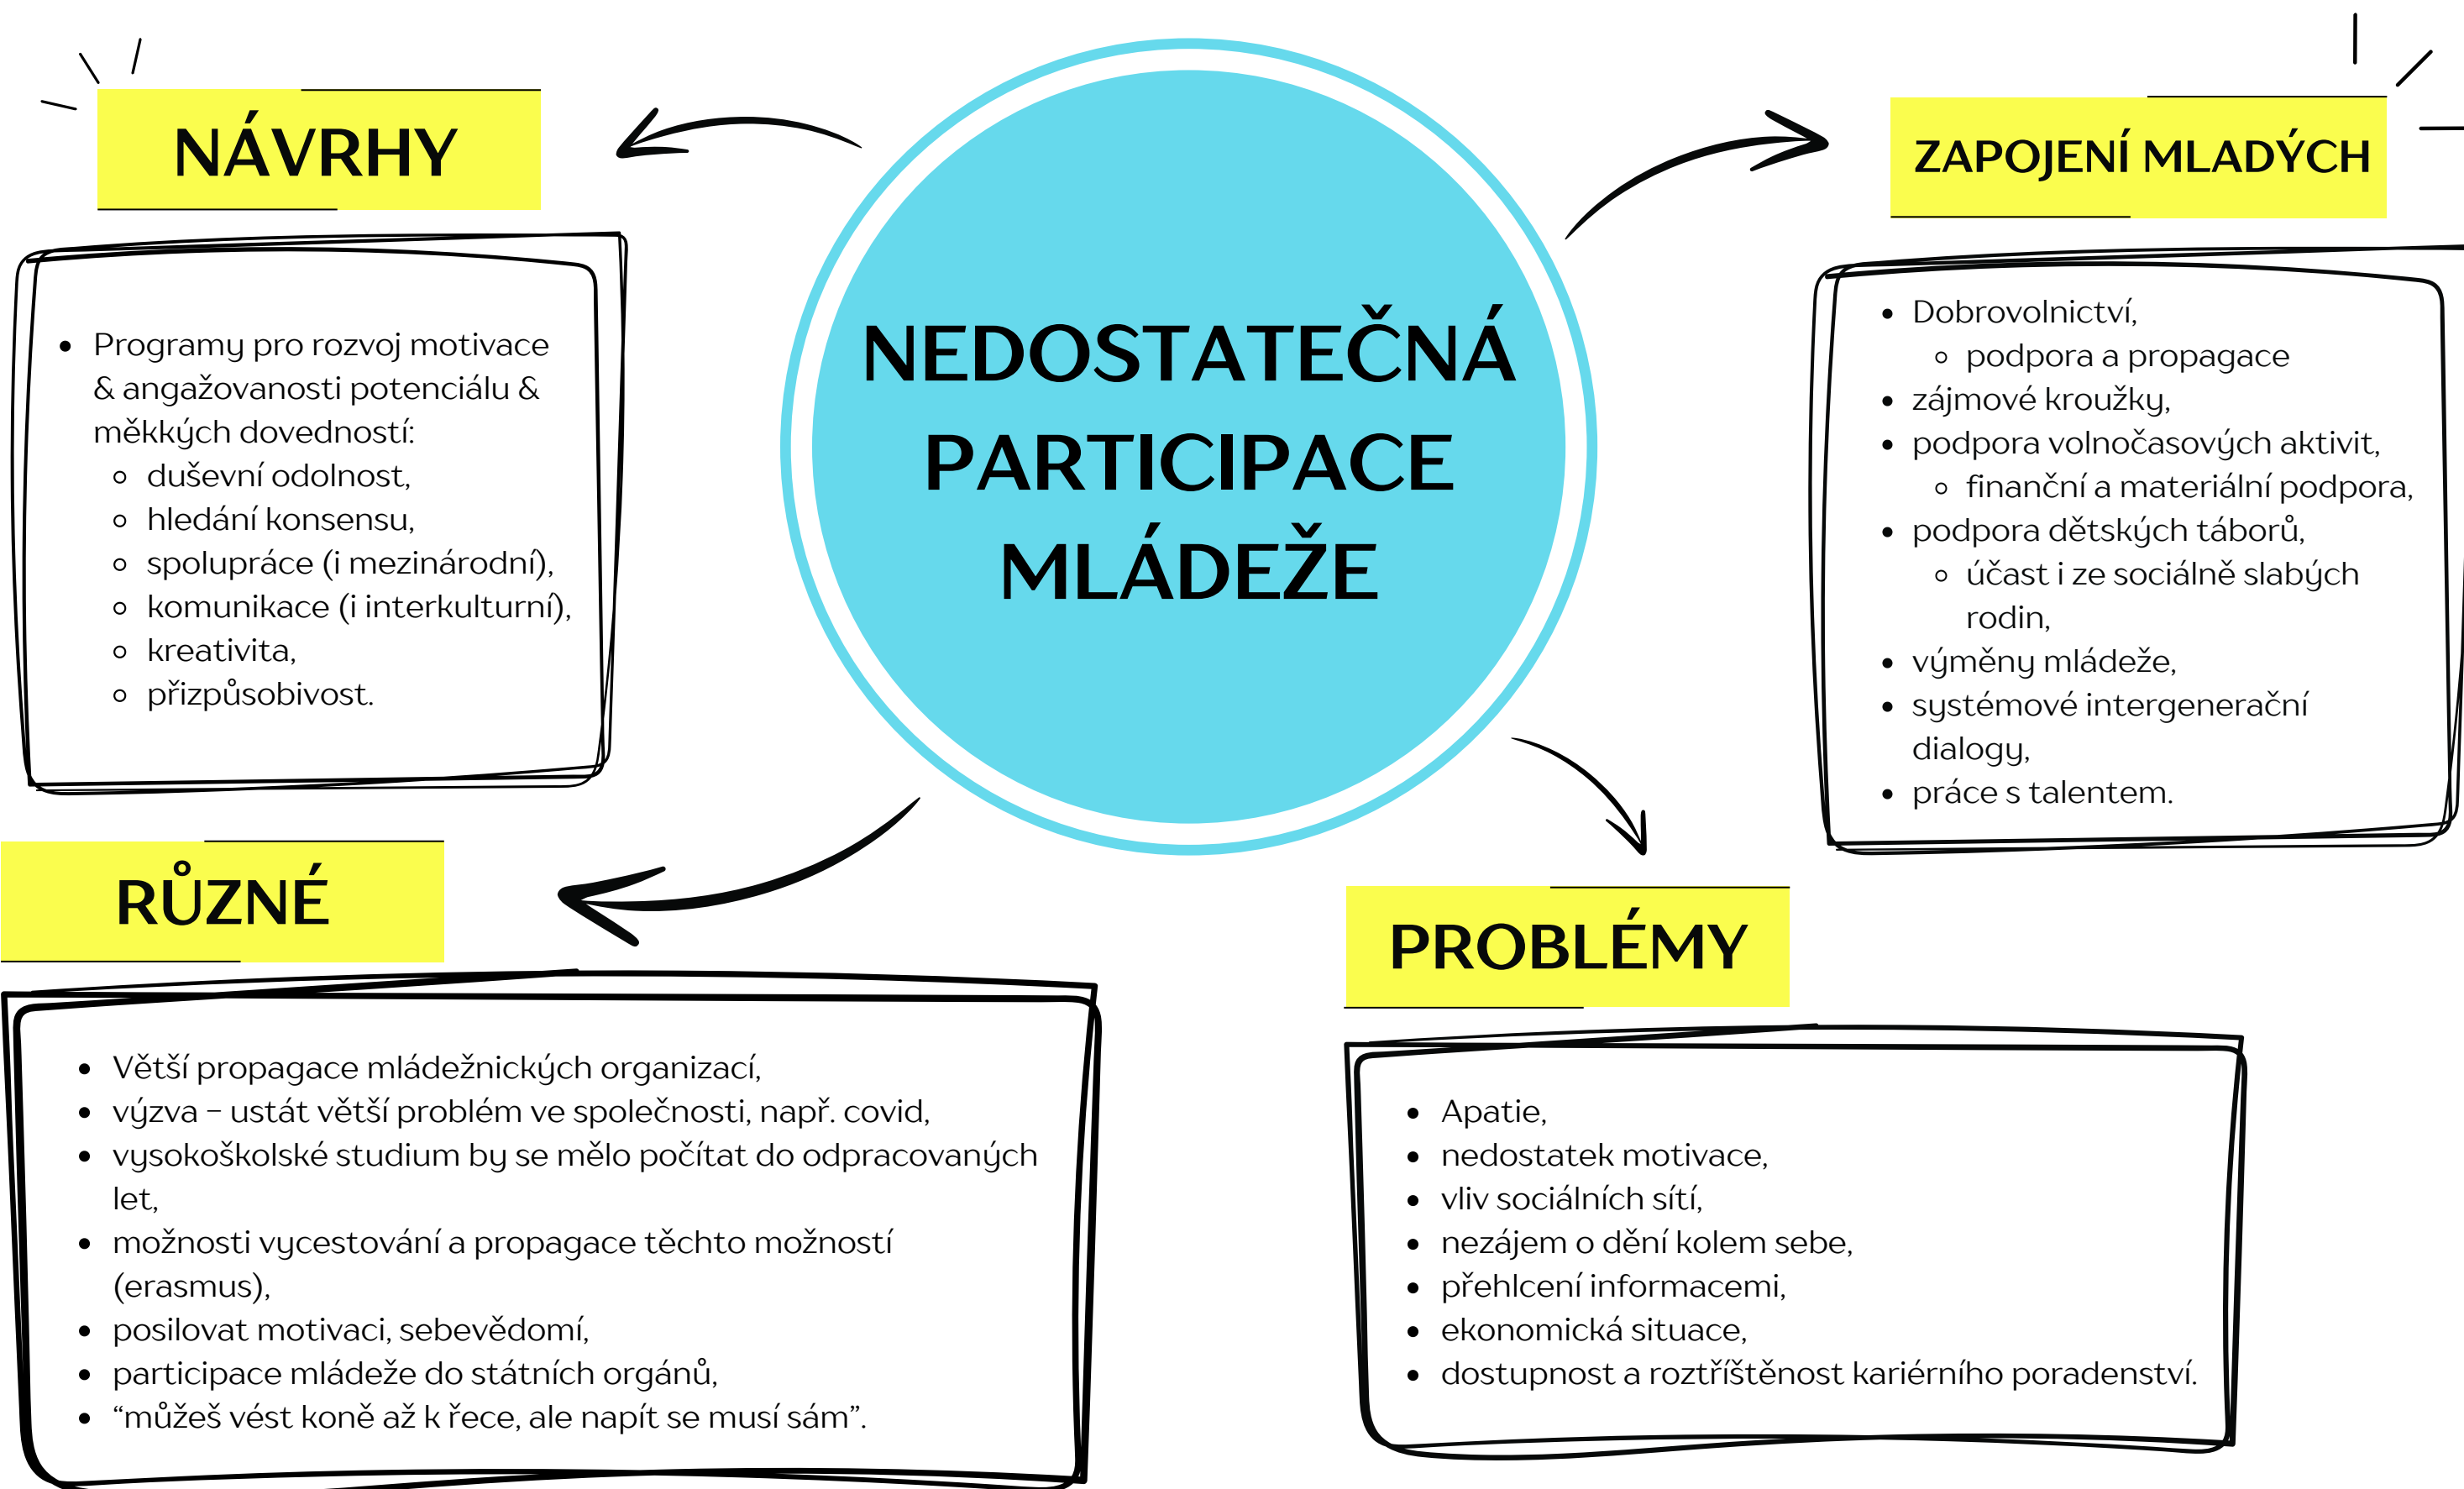 NEDOSTATEČNÁ
PARTICIPACE
MLÁDEŽE
NÁVRHY
Programy pro rozvoj motivace
& angažovanosti potenciálu &
měkkých dovedností:
duševní odolnost,
hledání konsensu,
spolupráce (i mezinárodní),
komunikace (i interkulturní),
kreativita,
přizpůsobivost.
ZAPOJENÍ MLADÝCH
Dobrovolnictví,
podpora a propagace
zájmové kroužky,
podpora volnočasových aktivit,
finanční a materiální podpora,
podpora dětských táborů,
účast i ze sociálně slabých
rodin,
výměny mládeže,
systémové intergenerační
dialogy,
práce s talentem.
RŮZNÉ
Větší propagace mládežnických organizací,
výzva – ustát větší problém ve společnosti, např. covid,
vysokoškolské studium by se mělo počítat do odpracovaných
let,
možnosti vycestování a propagace těchto možností
(erasmus),
posilovat motivaci, sebevědomí,
participace mládeže do státních orgánů,
“můžeš vést koně až k řece, ale napít se musí sám”.
PROBLÉMY
Apatie,
nedostatek motivace,
vliv sociálních sítí,
nezájem o dění kolem sebe,
přehlcení informacemi,
ekonomická situace,
dostupnost a roztříštěnost kariérního poradenství.